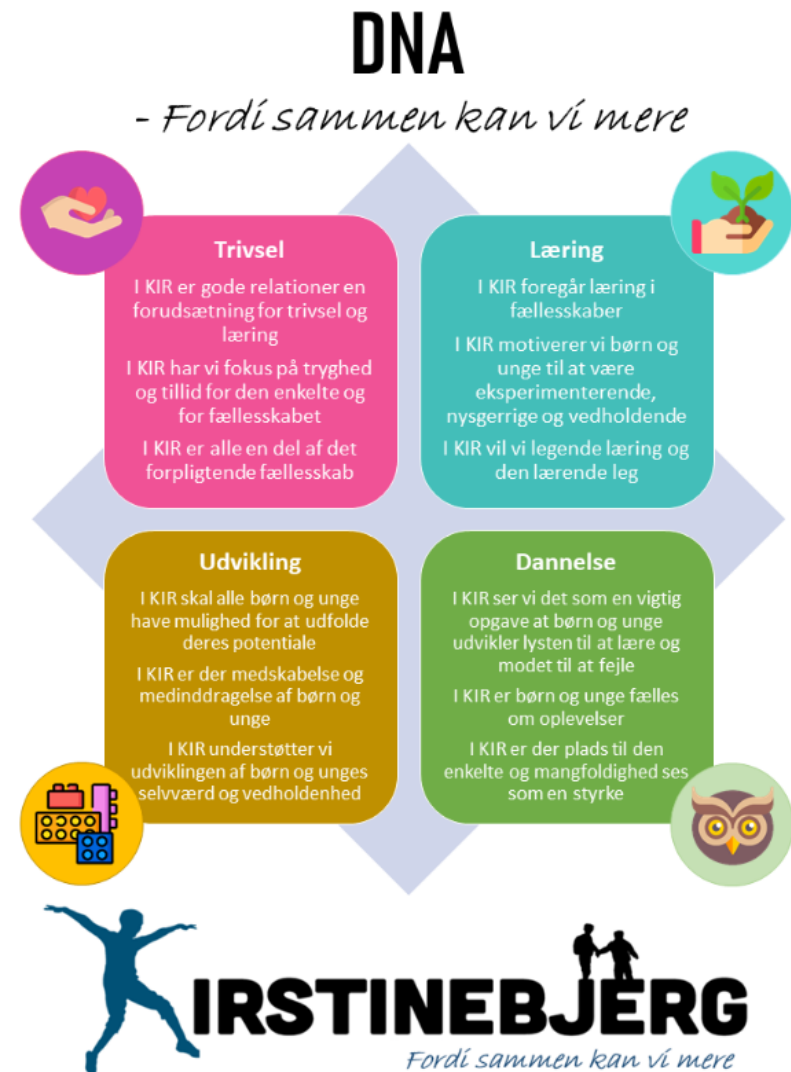 DNA
- Fordi sammen kan vi mere
Trivsel
I KIR er gode relationer en
forudsætning for trivsel og
læring
I KIR har vi fokus på tryghed
og tillid for den enkelte og
for fællesskabet
I KIR er alle en del af det
forpligtende fællesskab
Læring
I KIR foregår læring i
fællesskaber
I KIR motiverer vi børn og
unge til at være
eksperimenterende,
nysgerrige og vedholdende
I KIR vil vi legende læring og
den lærende leg
Udvikling
I KIR skal alle børn og unge
have mulighed for at udfolde
deres potentiale
I KIR er der medskabelse og
medinddragelse af børn og
unge
I KIR understøtter vi
udviklingen af børn og unges
selvværd og vedholdenhed
Dannelse
I KIR ser vi det som en vigtig
opgave at børn og unge
udvikler lysten til at lære og
modet til at fejle
I KIR er børn og unge fælles
om oplevelser
I KIR er der plads til den
enkelte og mangfoldighed ses
som en styrke
KIRSTINEBJERG
Fordi sammen kan vi mere